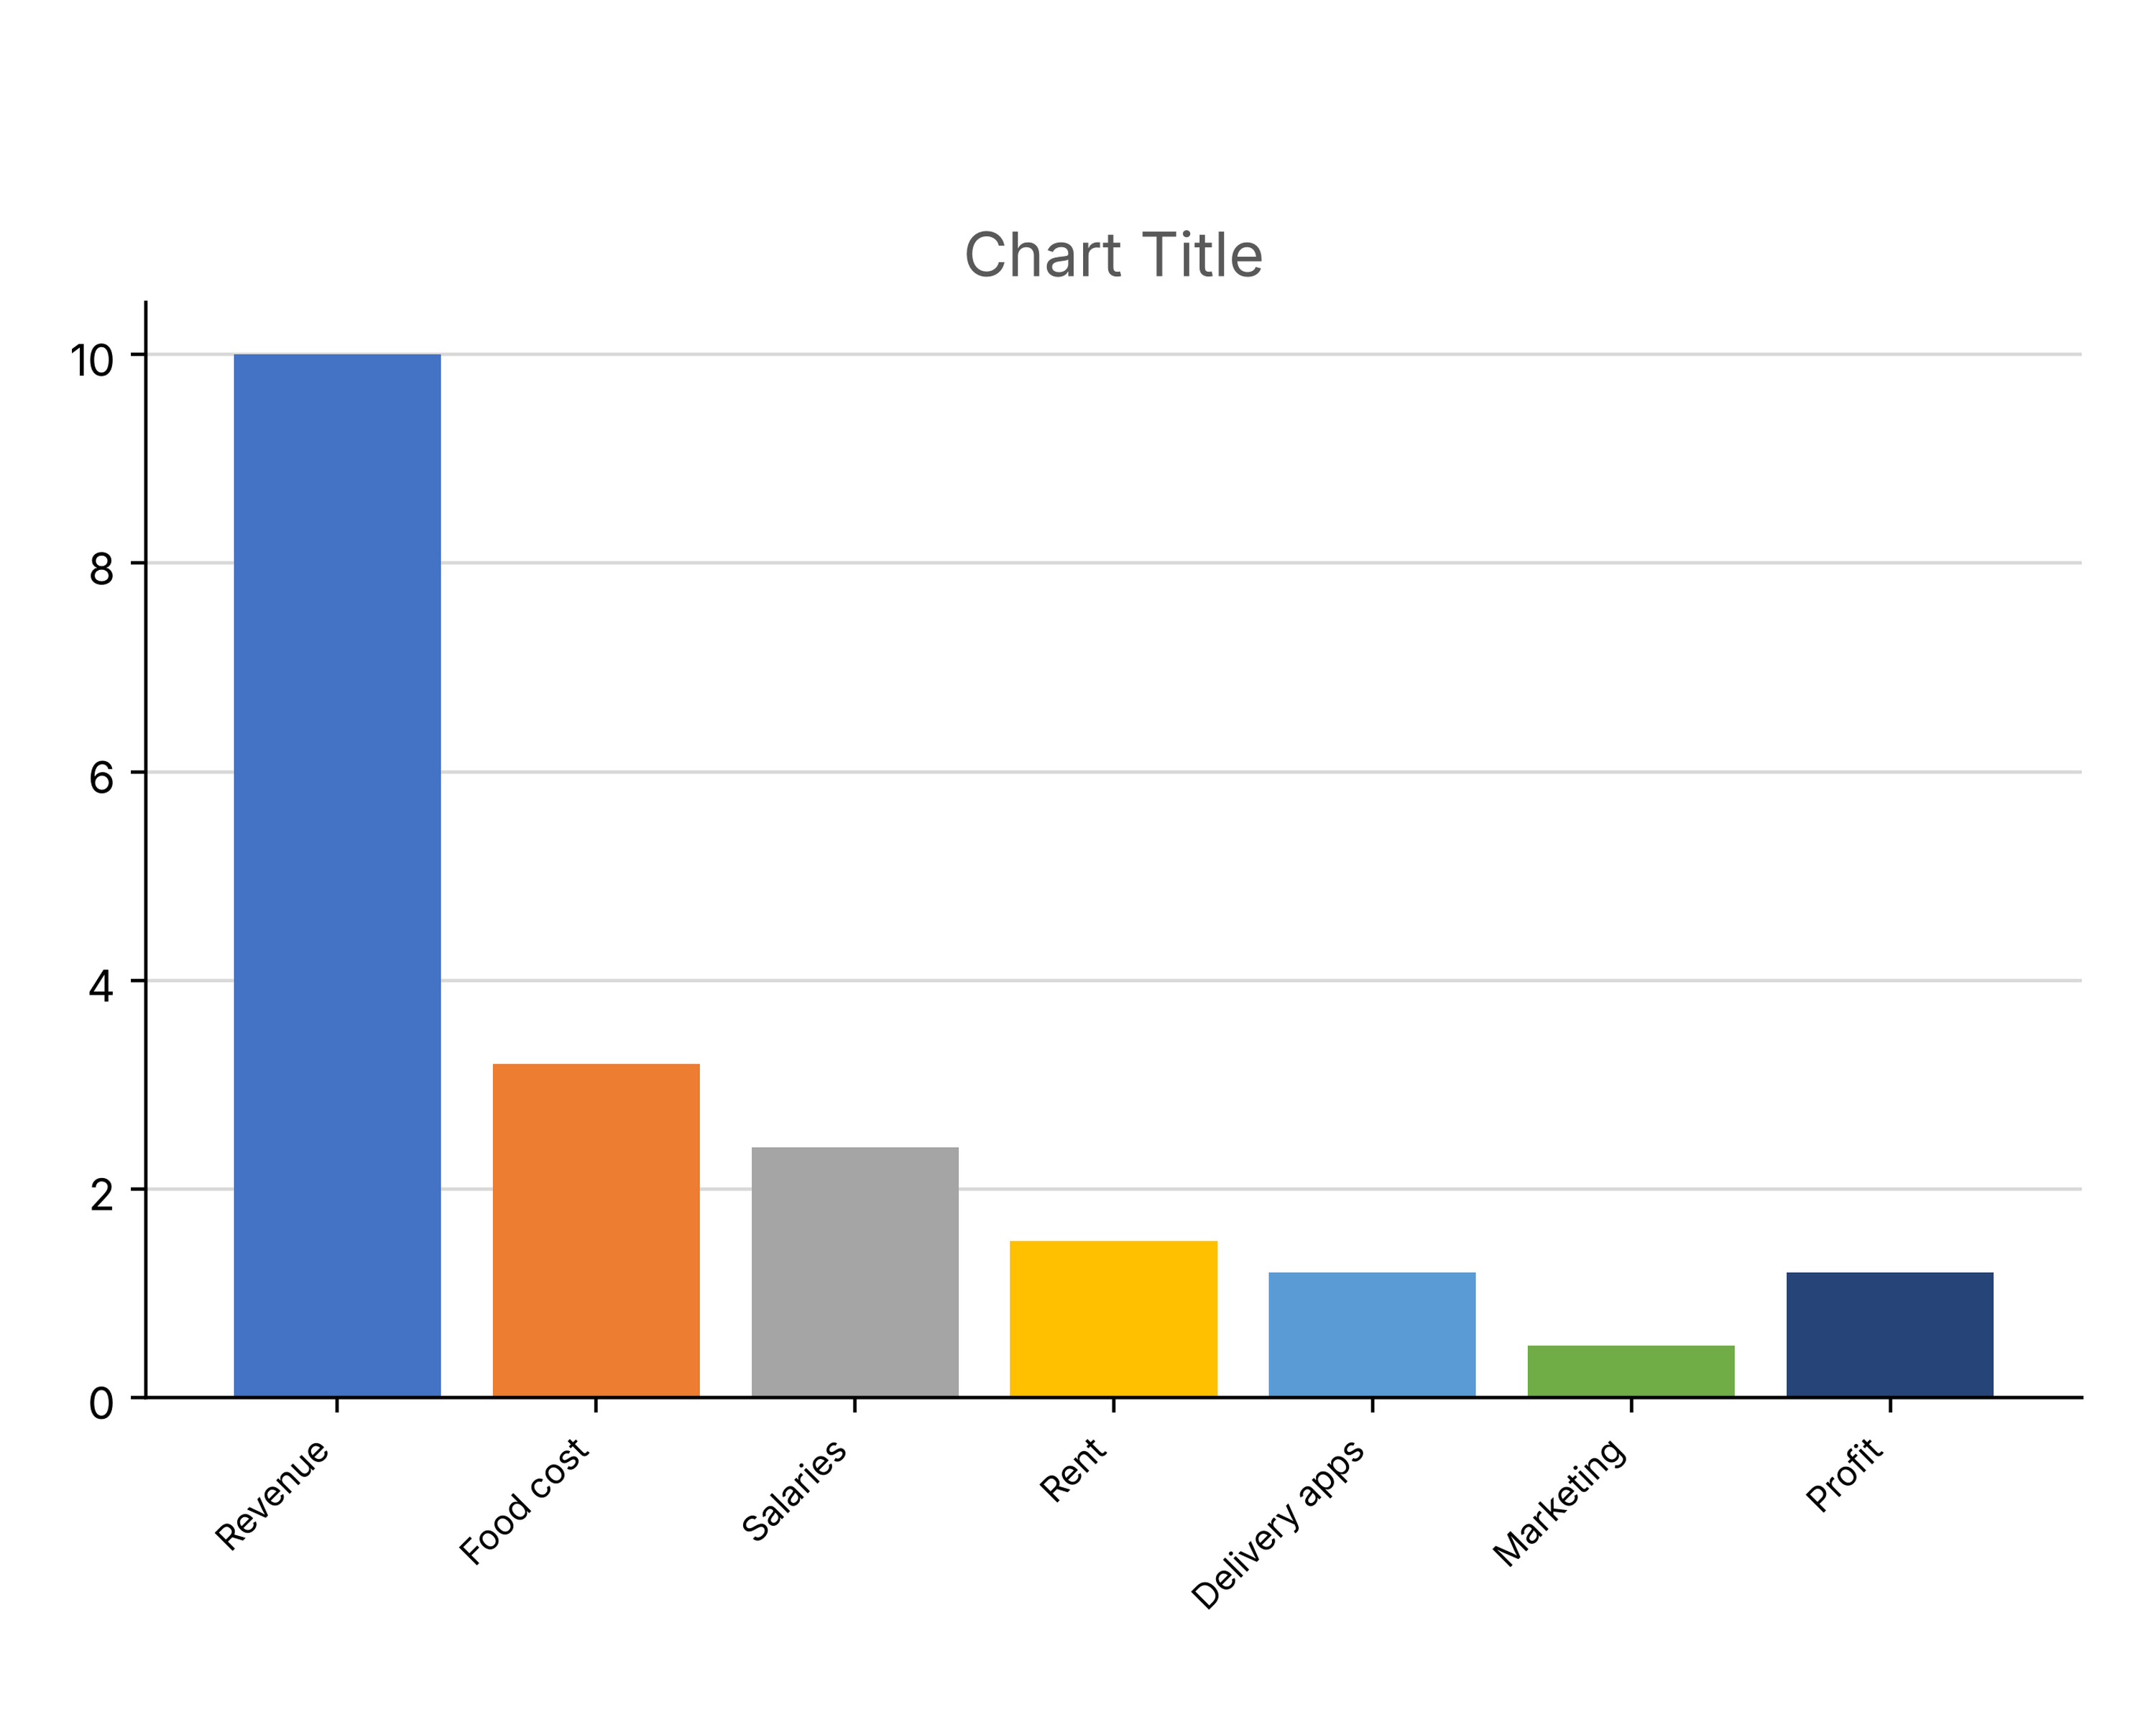 Chart Title
10
8
6
4
2
0
Revenue
Food cost
Salaries
Rent
Delivery apps
Marketing
Profit